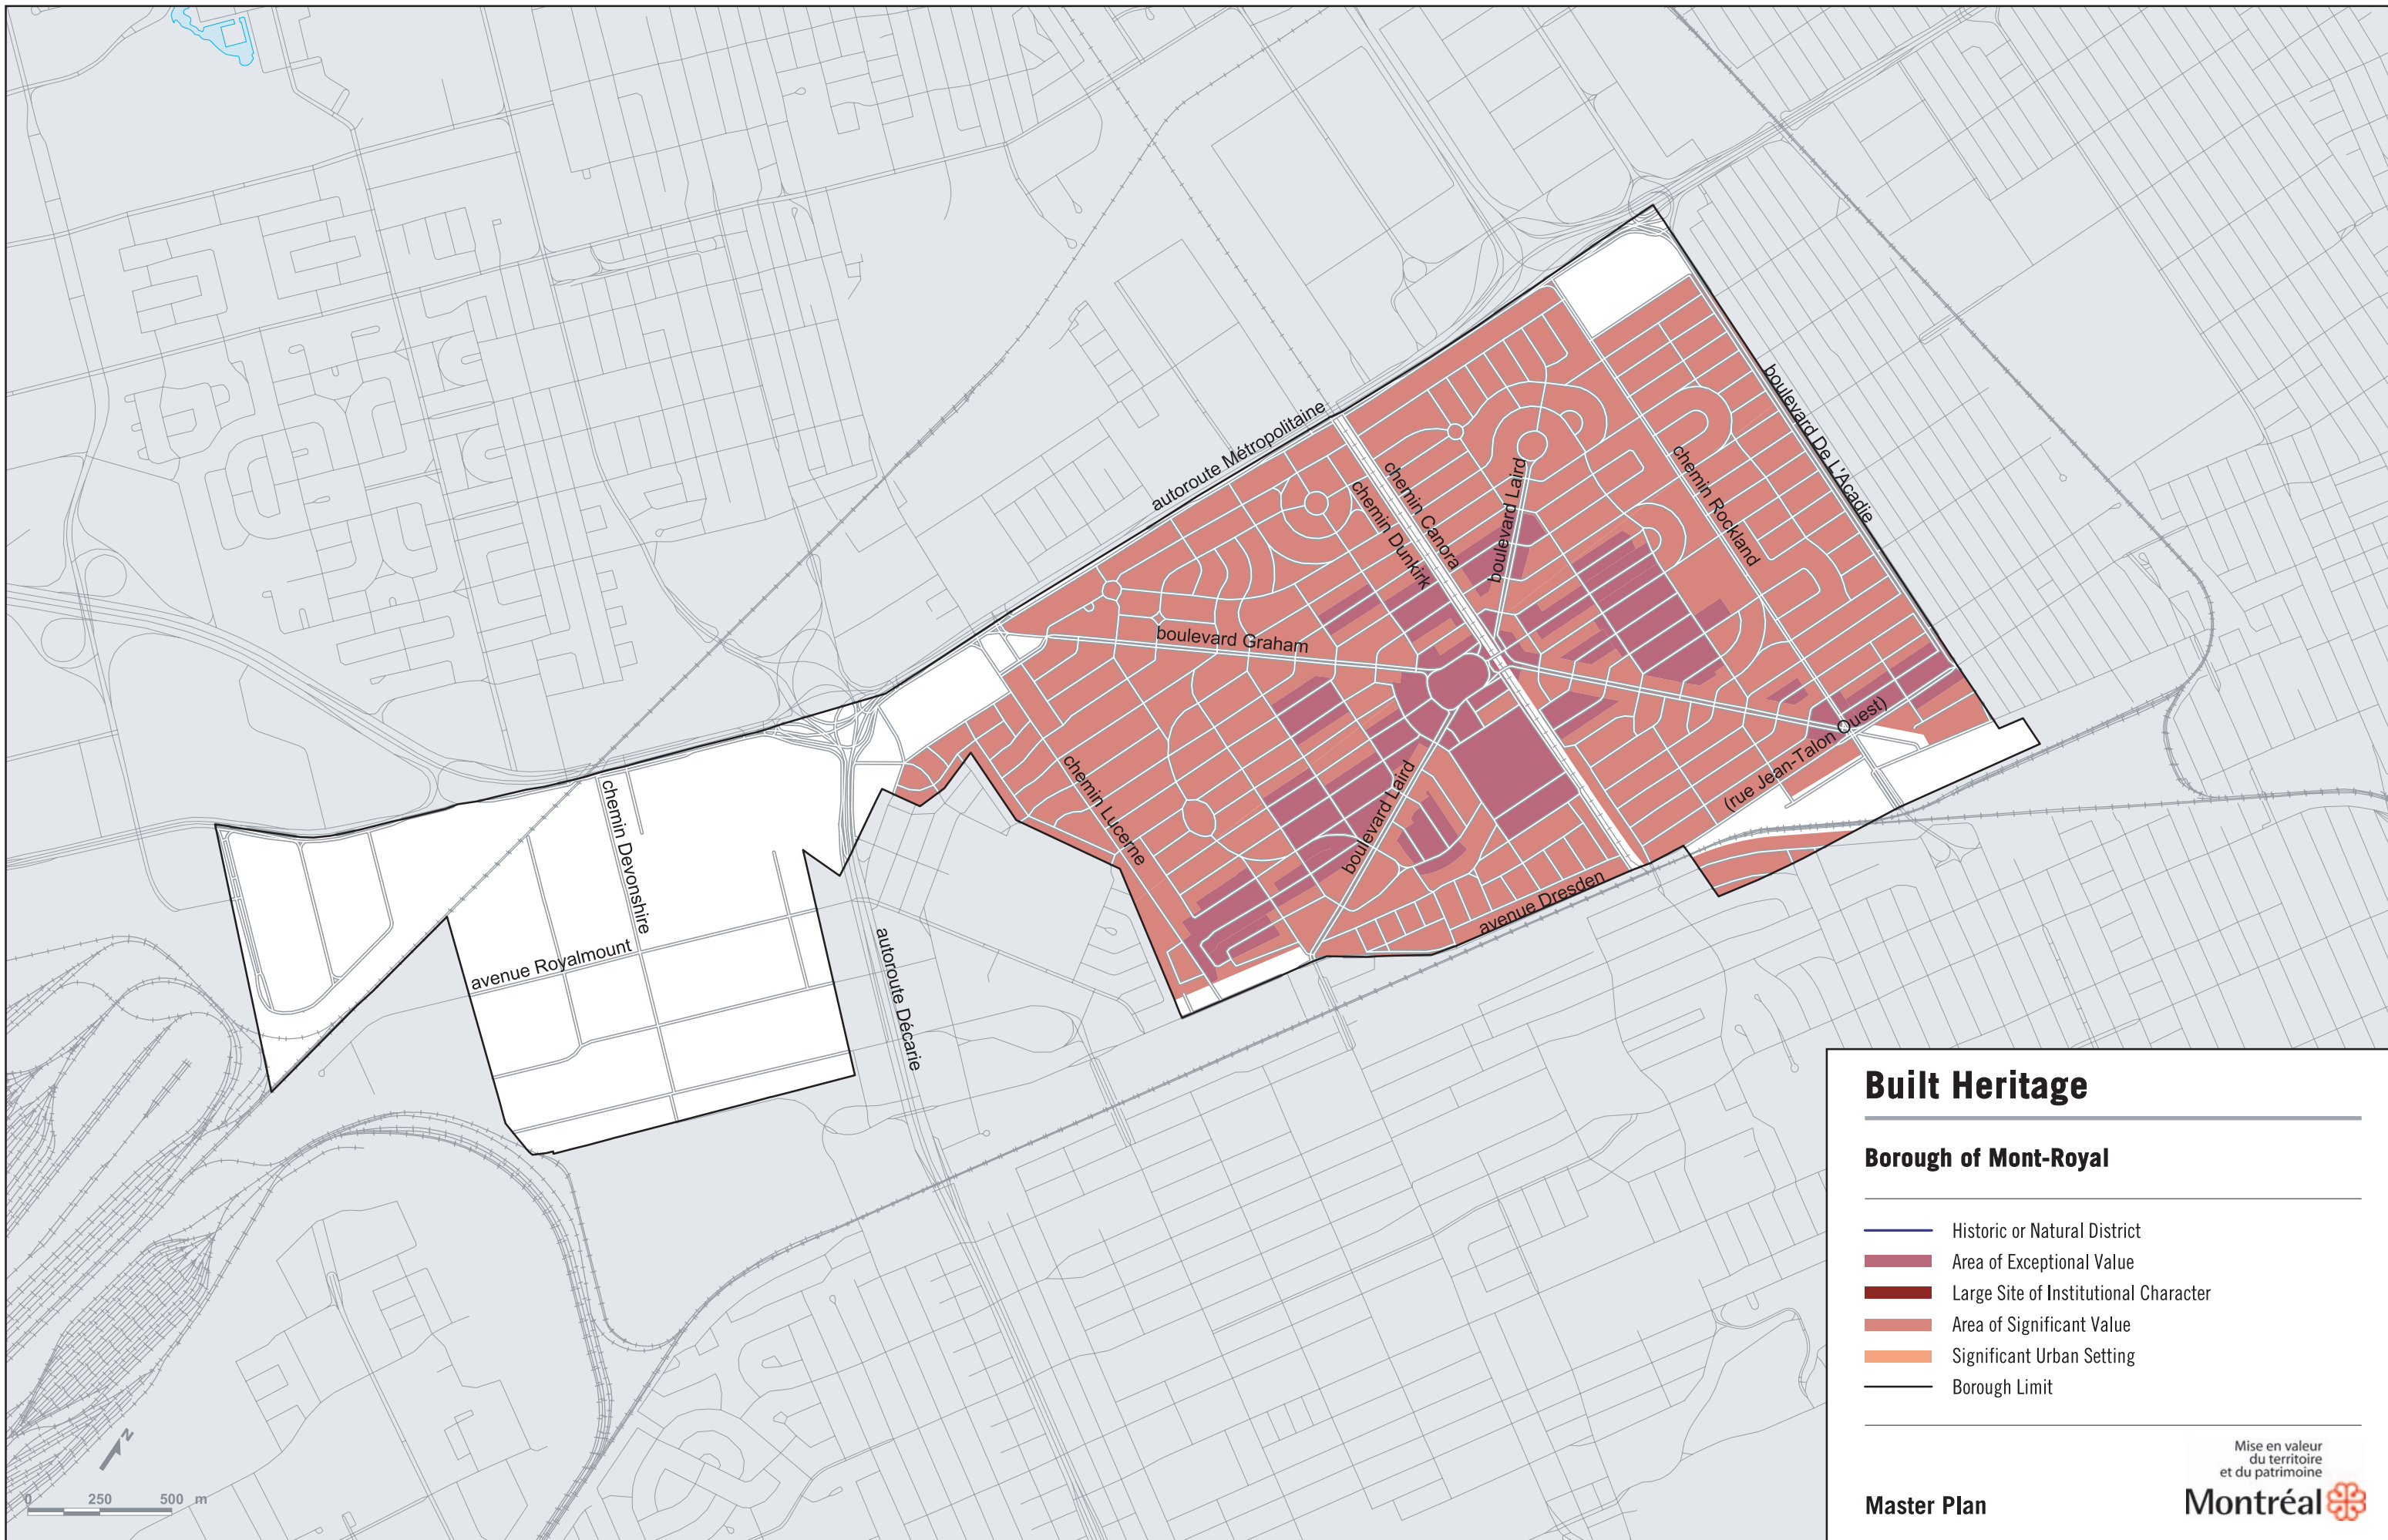 boulevard De L'Acadie
autoroute Métropolitaine
chemin Canora
boulevard Laird
chemin Rockland
chemin Dunkirk
boulevard Graham
(rue Jean-Talon Ouest)
chemin Lucerne
boulevard Laird
chemin Devonshire
avenue Dresden
avenue Royalmount
autoroute Décarie
Built Heritage
Borough of Mont-Royal
Historic or Natural District
Area of Exceptional Value
Large Site of Institutional Character
Area of Significant Value
Significant Urban Setting
Borough Limit
N
0 250 500 m
Mise en valeur
du territoire
et du patrimoine
Master Plan
Montréal